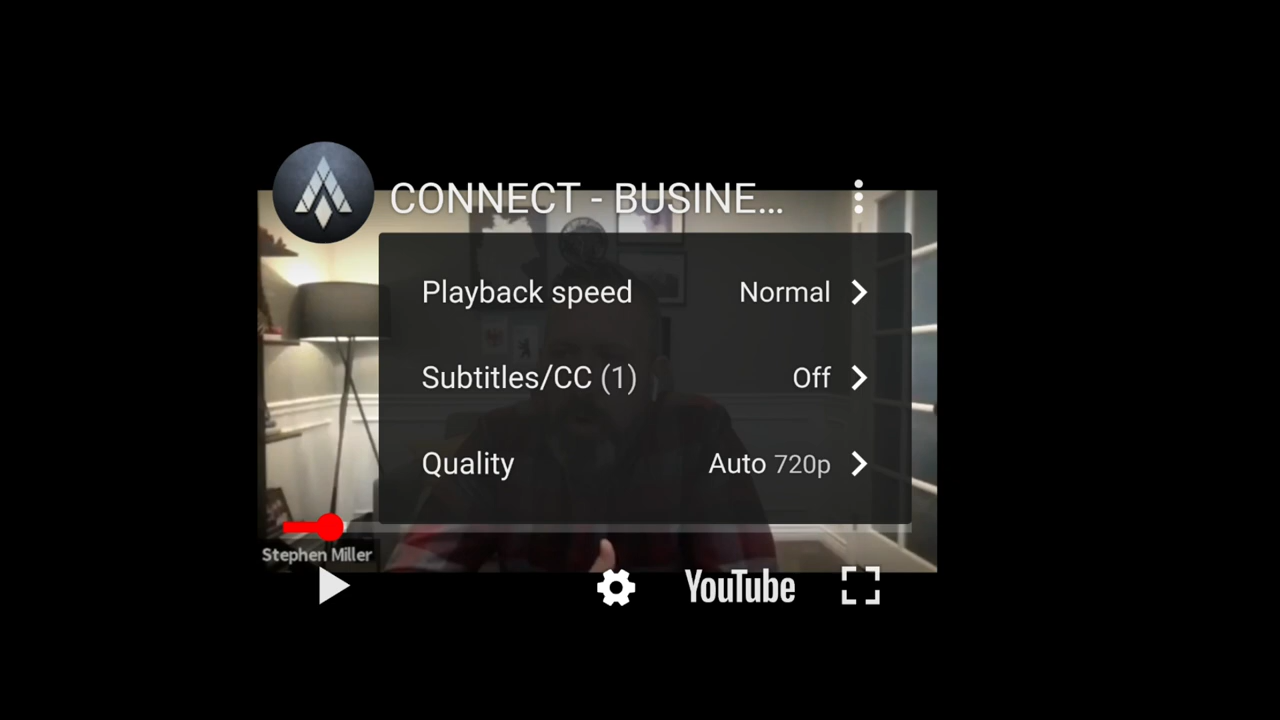 CONNECT - BUSINE...
Playback speed Normal
Subtitles/CC (1) Off
Quality Auto 720p
Stephen Miller
YouTube